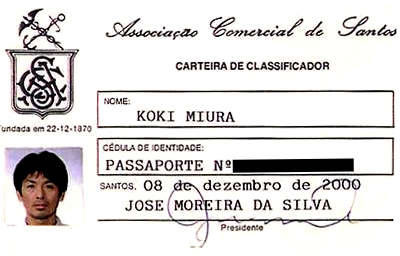 Associação Comercial de Santos
CARTEIRA DE CLASSIFICADOR
NOME:
KOKI MIURA
Fundada em 22-12-1870
CÉDULA DE IDENTIDADE:
PASSAPORTE Nº
SANTOS, 08 de dezembro de 2000
JOSE MOREIRA DA SILVA
Presidente